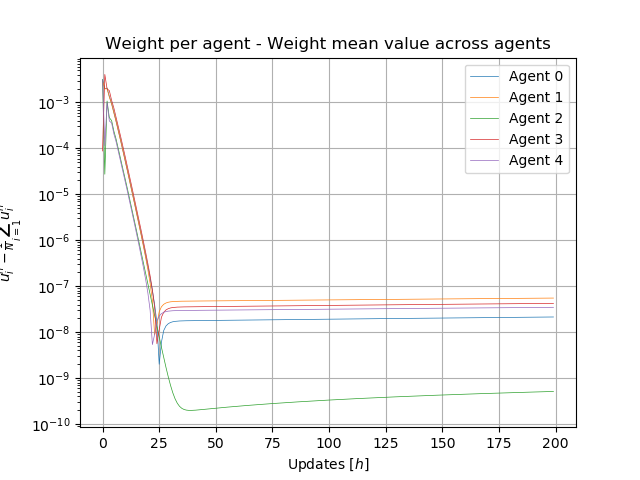 Weight per agent - Weight mean value across agents
Agent 0
Agent 1
Agent 2
Agent 3
Agent 4
10⁻³
10⁻⁴
10⁻⁵
10⁻⁶
10⁻⁷
10⁻⁸
10⁻⁹
10⁻¹⁰
0 25 50 75 100 125 150 175 200
Updates [h]